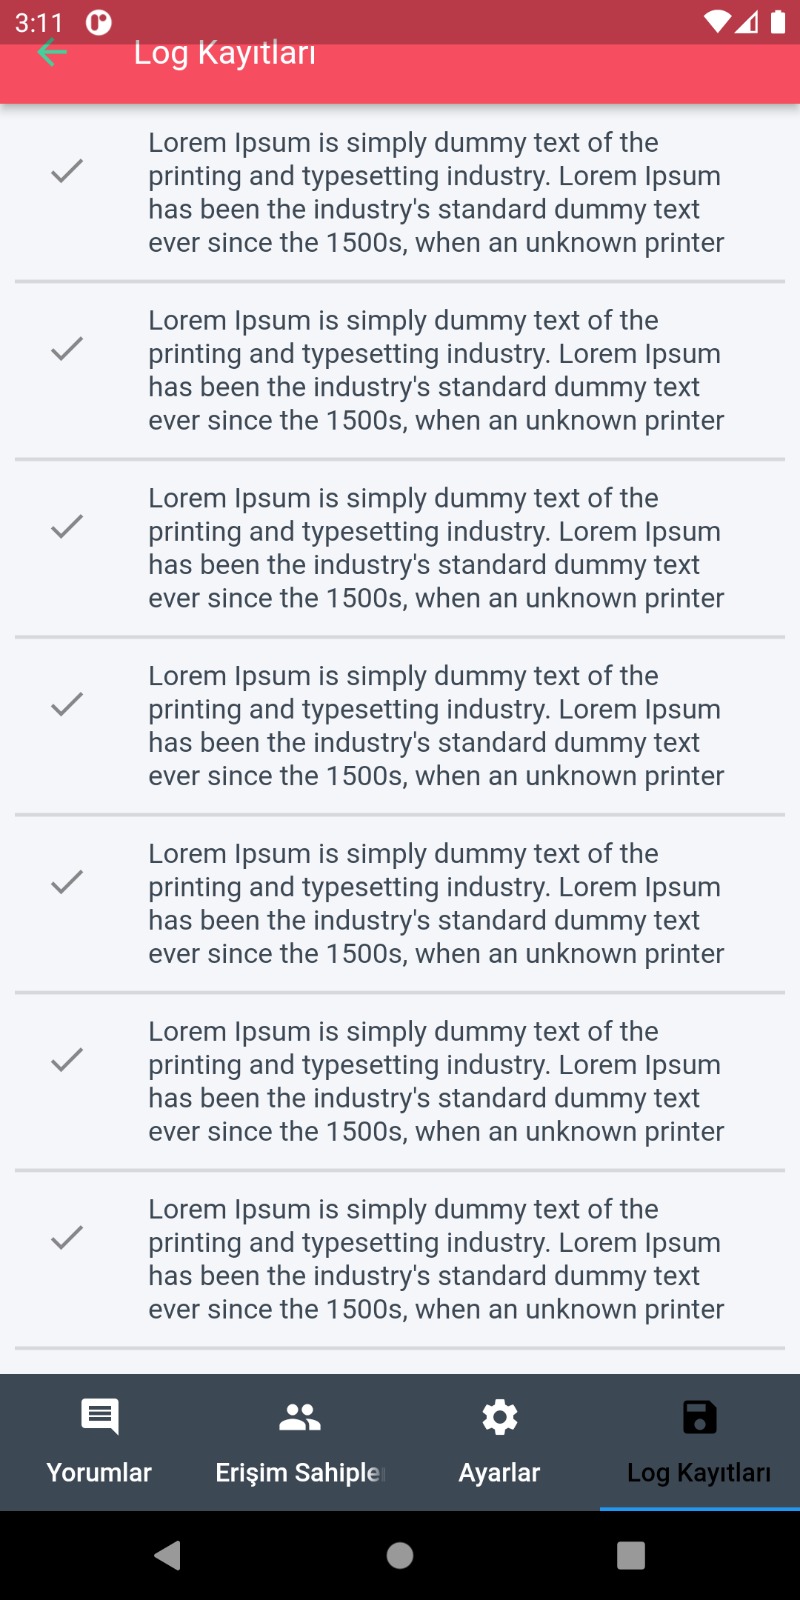 3:11
Log Kayıtları
Lorem Ipsum is simply dummy text of the
printing and typesetting industry. Lorem Ipsum
has been the industry's standard dummy text
ever since the 1500s, when an unknown printer
Lorem Ipsum is simply dummy text of the
printing and typesetting industry. Lorem Ipsum
has been the industry's standard dummy text
ever since the 1500s, when an unknown printer
Lorem Ipsum is simply dummy text of the
printing and typesetting industry. Lorem Ipsum
has been the industry's standard dummy text
ever since the 1500s, when an unknown printer
Lorem Ipsum is simply dummy text of the
printing and typesetting industry. Lorem Ipsum
has been the industry's standard dummy text
ever since the 1500s, when an unknown printer
Lorem Ipsum is simply dummy text of the
printing and typesetting industry. Lorem Ipsum
has been the industry's standard dummy text
ever since the 1500s, when an unknown printer
Lorem Ipsum is simply dummy text of the
printing and typesetting industry. Lorem Ipsum
has been the industry's standard dummy text
ever since the 1500s, when an unknown printer
Lorem Ipsum is simply dummy text of the
printing and typesetting industry. Lorem Ipsum
has been the industry's standard dummy text
ever since the 1500s, when an unknown printer
Yorumlar Erişim Sahiple Ayarlar Log Kayıtları